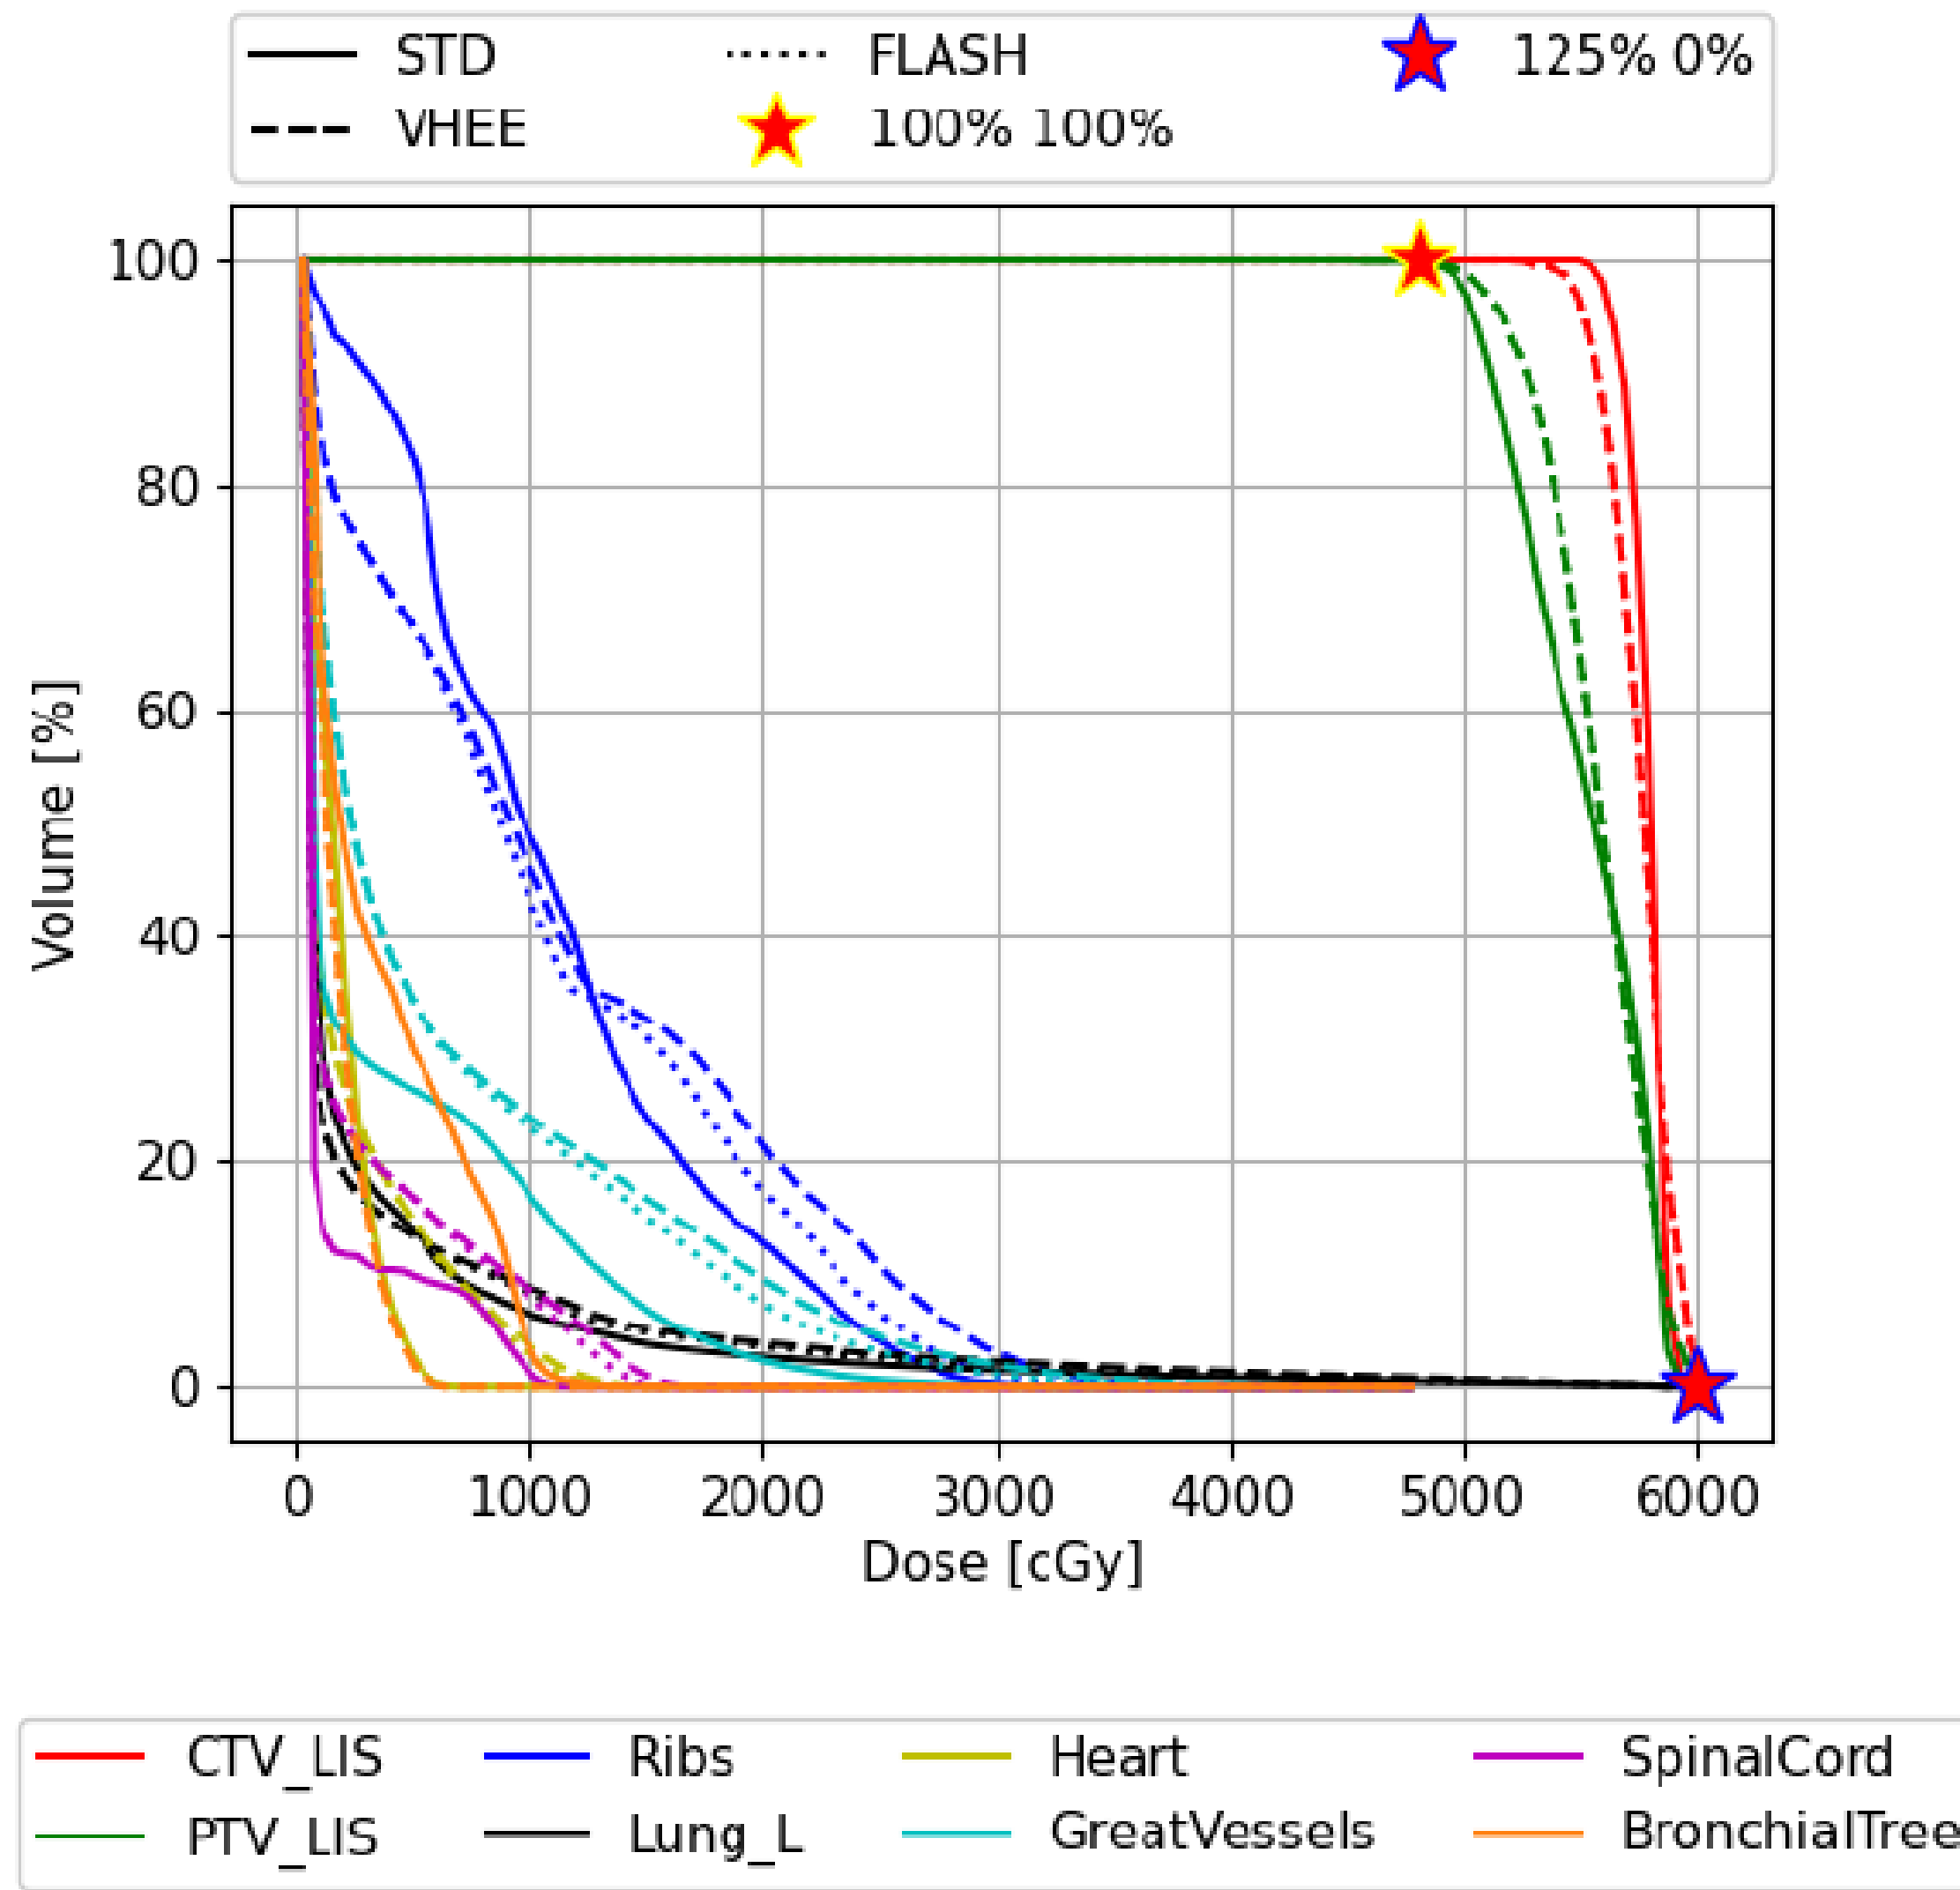 STD FLASH 125% 0%
VHEE 100% 100%
100
80
60
40
20
0
Volume [%]
0 1000 2000 3000 4000 5000 6000
Dose [cGy]
CTV_LIS Ribs Heart SpinalCord
PTV_LIS Lung_L GreatVessels BronchialTree